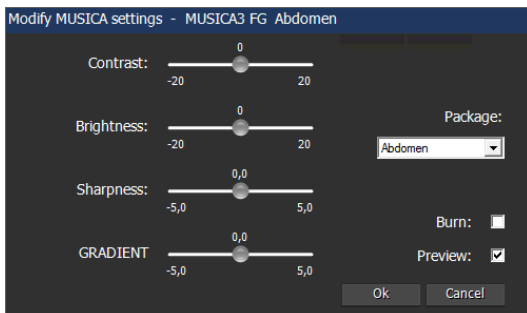 Modify MUSICA settings - MUSICA3 FG Abdomen
0
Contrast:
-20 20
0
Brightness:
-20 20
0,0
Sharpness:
-5,0 5,0
0,0
GRADIENT
-5,0 5,0
Package:
Abdomen
Burn:
Preview:
Ok Cancel